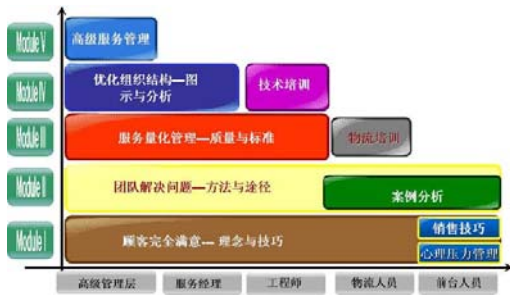 Module V
高级服务管理
Module IV
优化组织结构—图
示与分析
技术培训
Module III
服务量化管理—质量与标准
物流培训
Module II
团队解决问题—方法与途径
案例分析
Module I
顾客完全满意— 理念与技巧
销售技巧
心理压力管理
高级管理层
服务经理
工程师
物流人员
前台人员